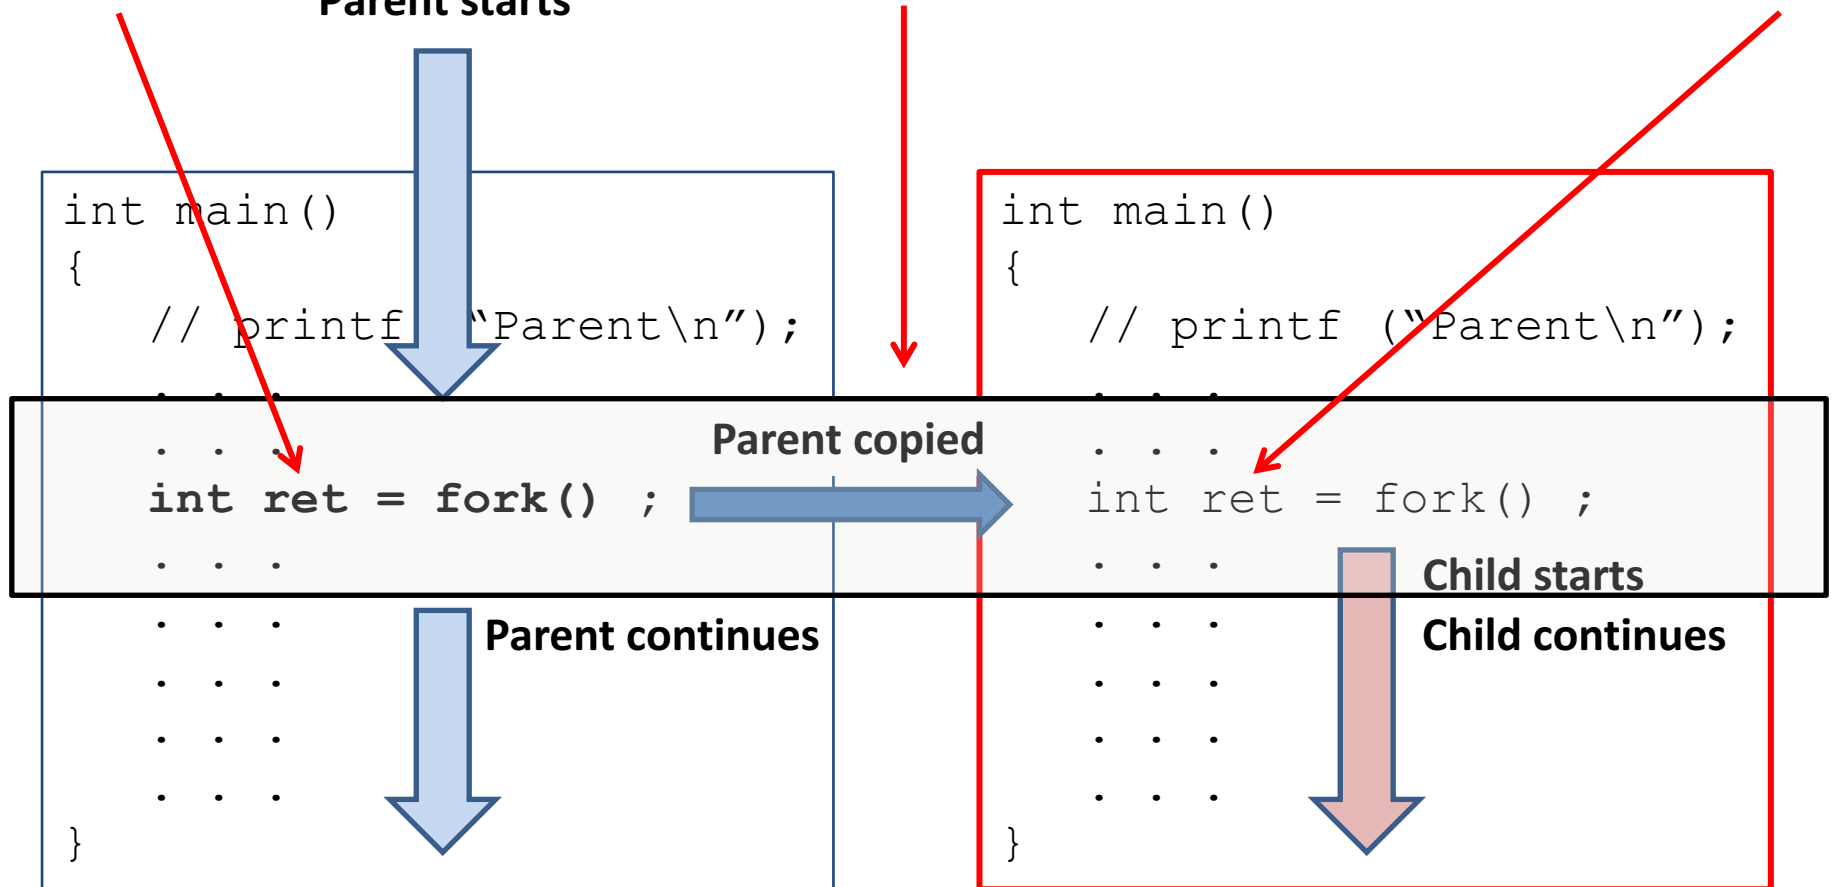 Parent starts
int main()
{
// printf ("Parent\n");
. . .
. . .
int ret = fork() ;
. . .
. . .
. . .
. . .
. . .
}
Parent copied
Parent continues
int main()
{
// printf ("Parent\n");
. . .
. . .
int ret = fork() ;
. . .
. . .
. . .
. . .
. . .
}
Child starts
Child continues